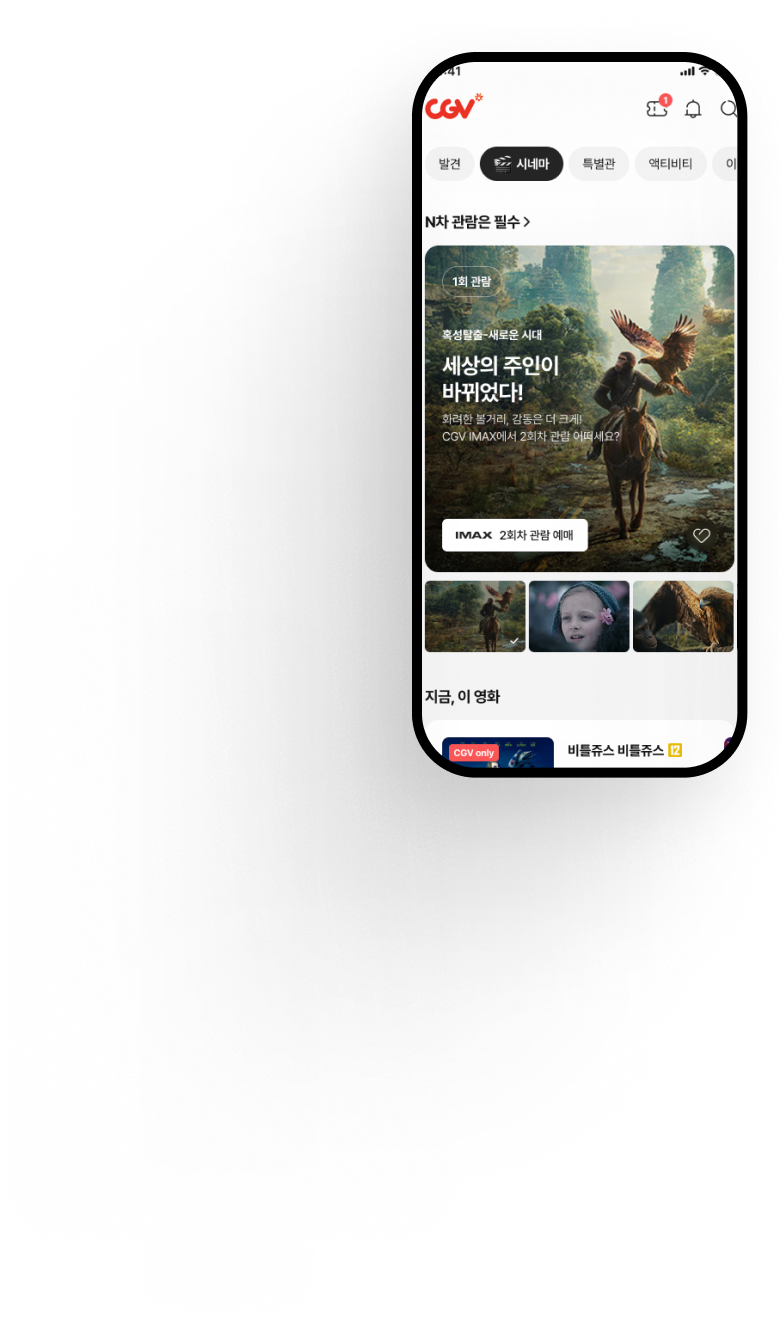 :41
CGV
1
발견
시네마
특별관
액티비티
이
N차 관람은 필수 >
1회 관람
혹성탈출-새로운 시대
세상의 주인이
바뀌었다!
화려한 볼거리, 감동은 더 크게!
CGV IMAX에서 2회차 관람 어떠세요?
IMAX 2회차 관람 예매
지금, 이 영화
CGV only
비틀쥬스 비틀쥬스 12